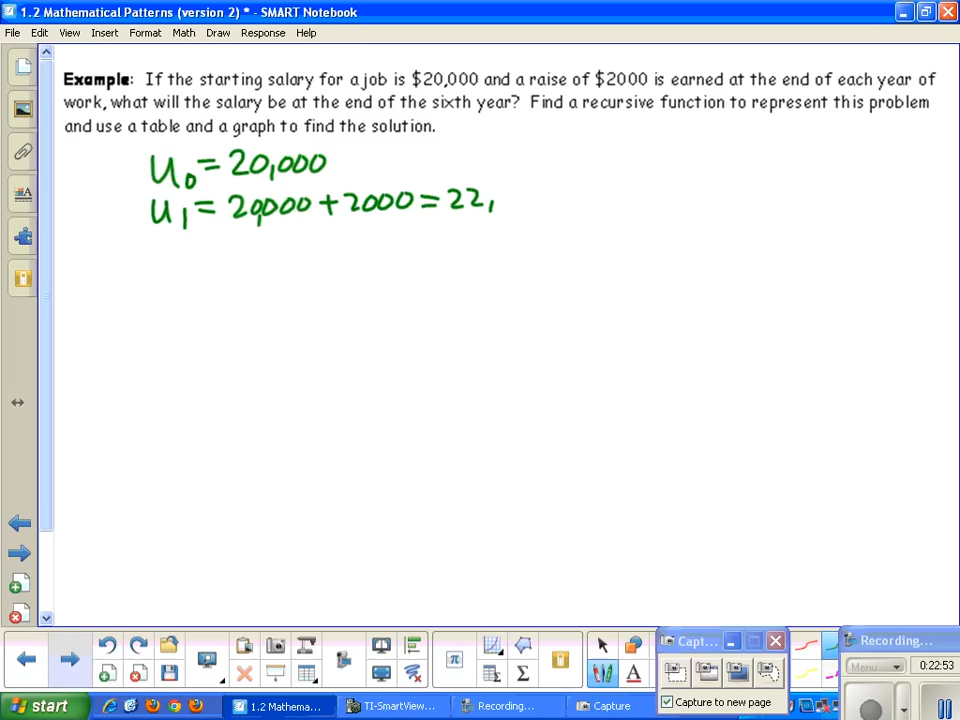 1.2 Mathematical Patterns (version 2) * - SMART Notebook
File Edit View Insert Format Math Draw Response Help
Example: If the starting salary for a job is $20,000 and a raise of $2000 is earned at the end of each year of
work, what will the salary be at the end of the sixth year? Find a recursive function to represent this problem
and use a table and a graph to find the solution.
U₀ = 20,000
U₁ = 20,000 + 2000 = 22,
Capt...
Recording...
Menu
0:22:53
Capture to new page
start
1.2 Mathema...
TI-SmartView...
Recording...
Capture